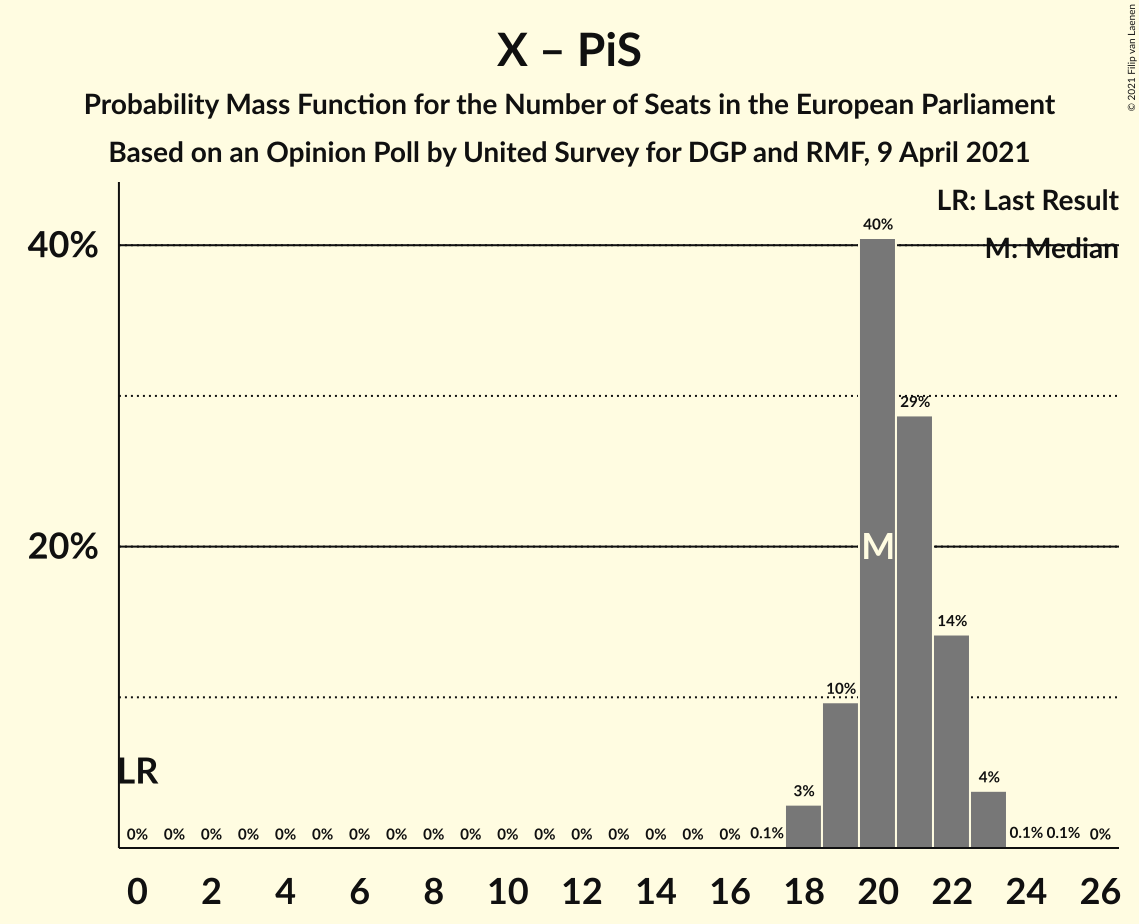 X – PiS
Probability Mass Function for the Number of Seats in the European Parliament
Based on an Opinion Poll by United Survey for DGP and RMF, 9 April 2021
© 2021 Filip van Laenen
LR: Last Result
M: Median
40%
20%
40%
29%
M
14%
10%
LR
4%
3%
0% 0% 0% 0% 0% 0% 0% 0% 0% 0% 0% 0% 0% 0% 0% 0% 0% 0.1% 0.1% 0.1% 0%
0 2 4 6 8 10 12 14 16 18 20 22 24 26